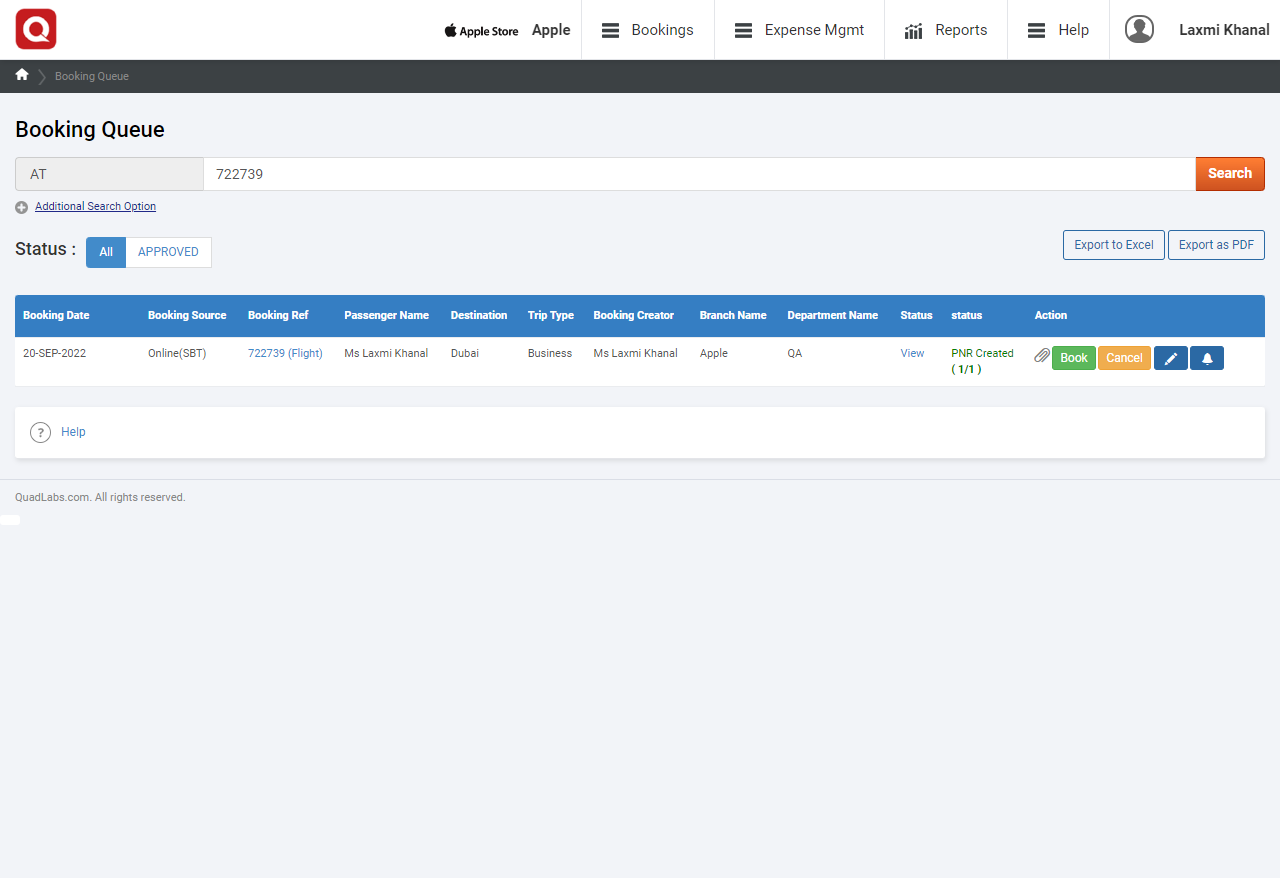 Apple Store Apple Bookings Expense Mgmt Reports Help Laxmi Khanal
Booking Queue
Booking Queue
AT 722739 Search
Additional Search Option
Status : All APPROVED Export to Excel Export as PDF
Booking Date Booking Source Booking Ref Passenger Name Destination Trip Type Booking Creator Branch Name Department Name Status status Action
20-SEP-2022 Online(SBT) 722739 (Flight) Ms Laxmi Khanal Dubai Business Ms Laxmi Khanal Apple QA View PNR Created Book Cancel
( 1/1 )
? Help
QuadLabs.com. All rights reserved.